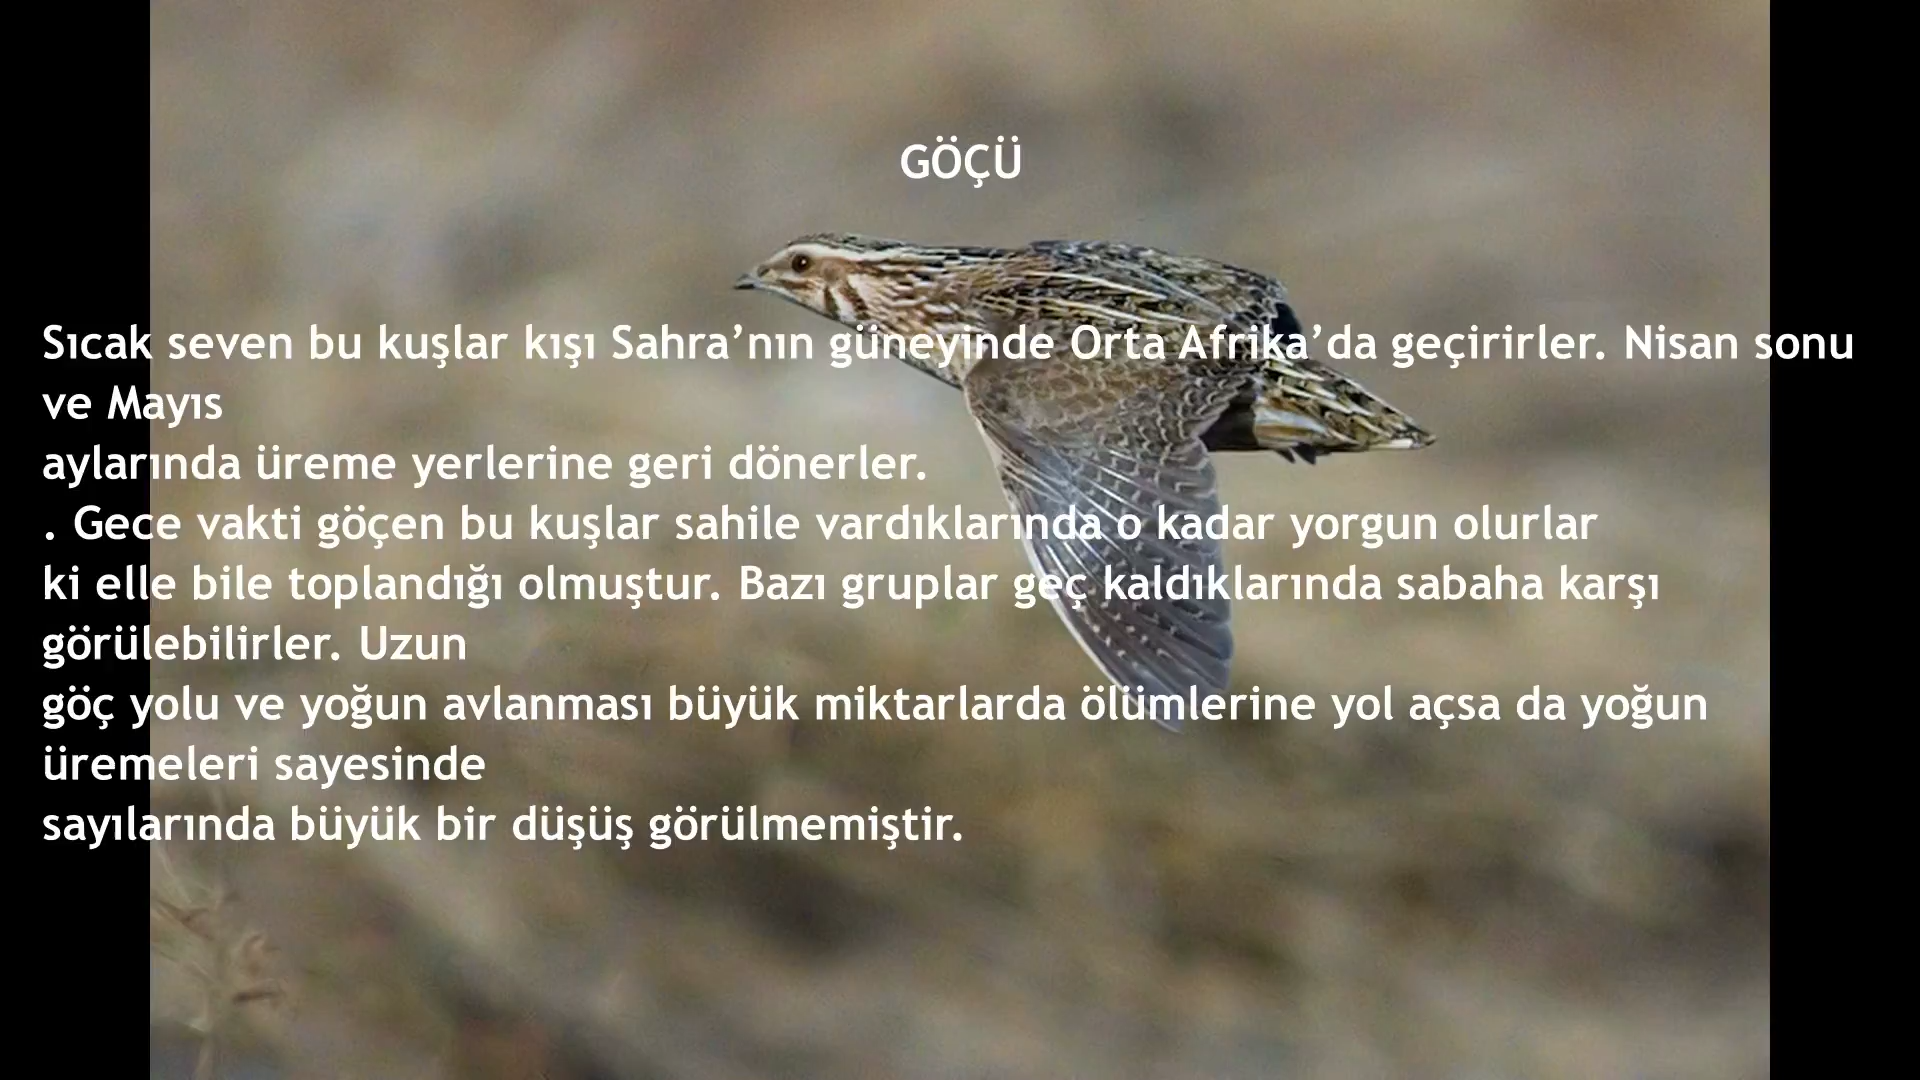 GÖÇÜ
Sıcak seven bu kuşlar kışı Sahra’nın güneyinde Orta Afrika’da geçirirler. Nisan sonu
ve Mayıs
aylarında üreme yerlerine geri dönerler.
. Gece vakti göçen bu kuşlar sahile vardıklarında o kadar yorgun olurlar
ki elle bile toplandığı olmuştur. Bazı gruplar geç kaldıklarında sabaha karşı
görülebilirler. Uzun
göç yolu ve yoğun avlanması büyük miktarlarda ölümlerine yol açsa da yoğun
üremeleri sayesinde
sayılarında büyük bir düşüş görülmemiştir.